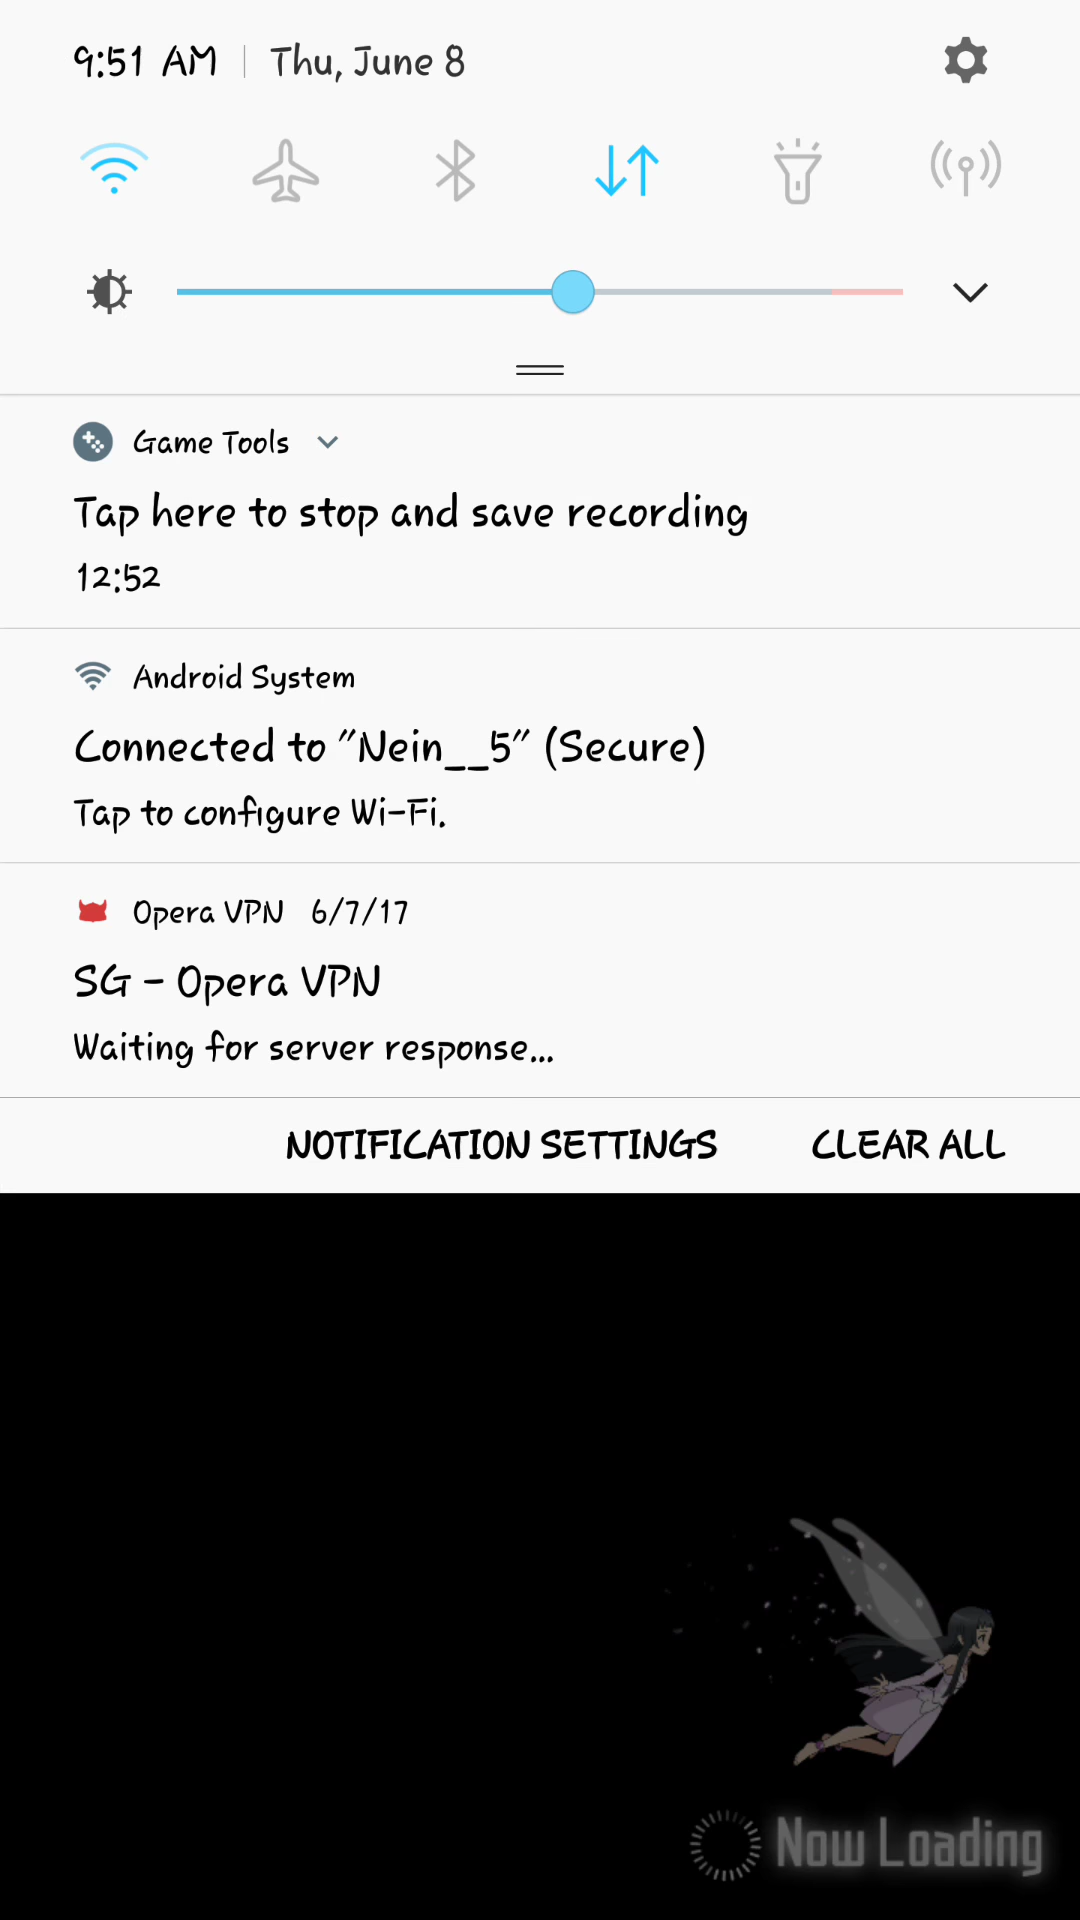 9:51 AM | Thu, June 8
Game Tools
Tap here to stop and save recording
12:52
Android System
Connected to "Nein__5" (Secure)
Tap to configure Wi-Fi.
Opera VPN 6/7/17
SG - Opera VPN
Waiting for server response...
NOTIFICATION SETTINGS CLEAR ALL
Now Loading